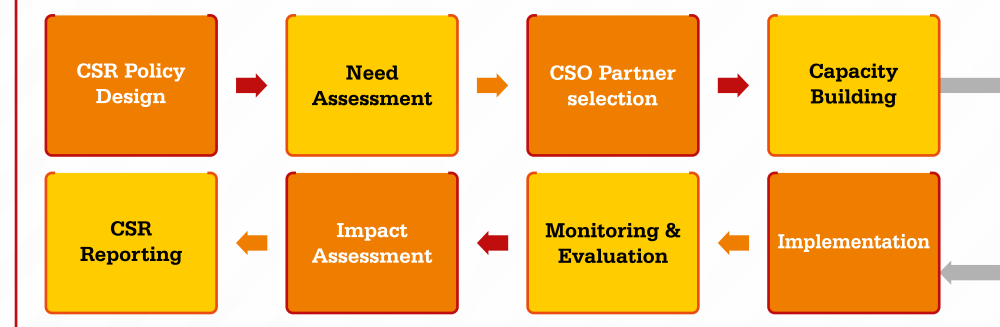 CSR Policy
Design
Need
Assessment
CSO Partner
selection
Capacity
Building
CSR
Reporting
Impact
Assessment
Monitoring &
Evaluation
Implementation